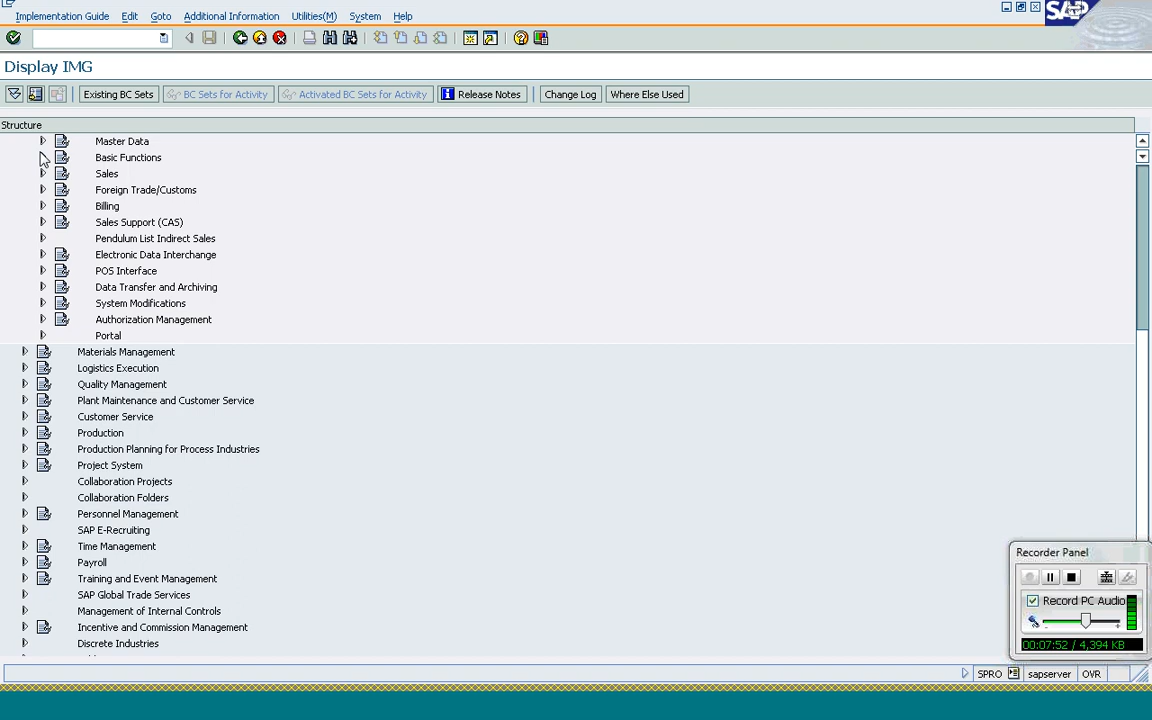 Implementation Guide Edit Goto Additional Information Utilities(M) System Help
SAP
Display IMG
Existing BC Sets BC Sets for Activity Activated BC Sets for Activity Release Notes Change Log Where Else Used
Structure
Master Data
Basic Functions
Sales
Foreign Trade/Customs
Billing
Sales Support (CAS)
Pendulum List Indirect Sales
Electronic Data Interchange
POS Interface
Data Transfer and Archiving
System Modifications
Authorization Management
Portal
Materials Management
Logistics Execution
Quality Management
Plant Maintenance and Customer Service
Customer Service
Production
Production Planning for Process Industries
Project System
Collaboration Projects
Collaboration Folders
Personnel Management
SAP E-Recruiting
Time Management
Payroll
Training and Event Management
SAP Global Trade Services
Management of Internal Controls
Incentive and Commission Management
Discrete Industries
Recorder Panel
Record PC Audio
00:07:52 / 4,394 KB
SPRO sapserver OVR